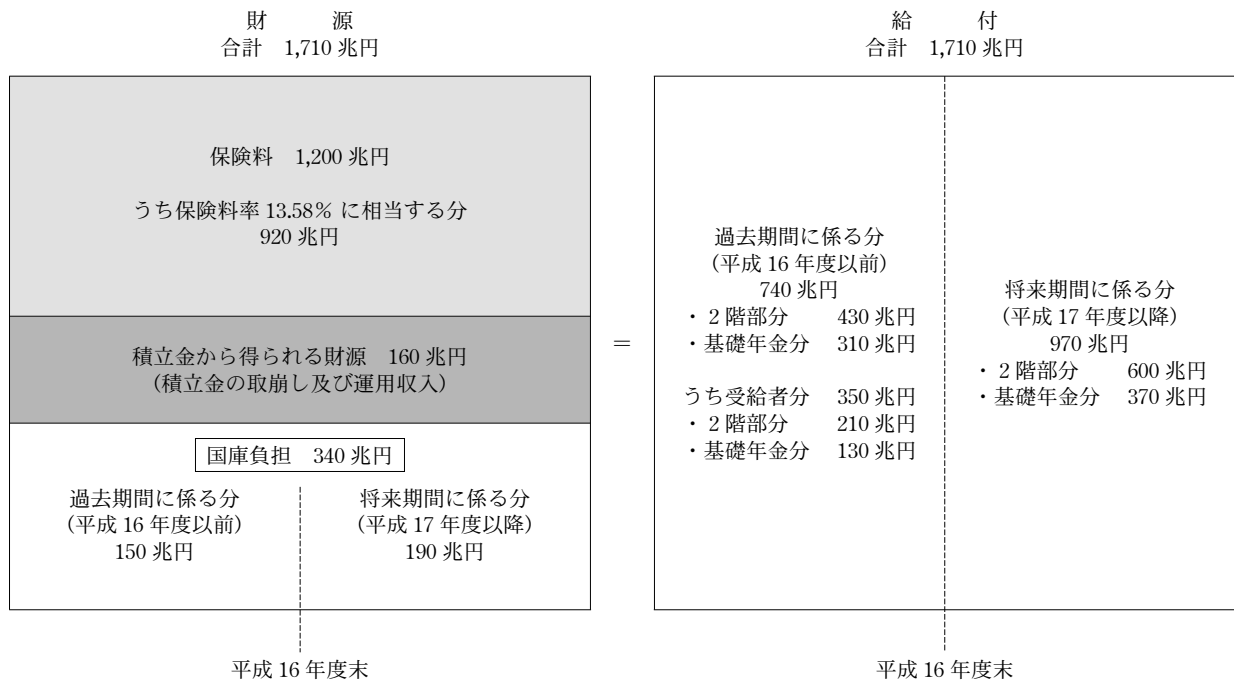 財 源
合計 1,710 兆円
保険料 1,200 兆円
うち保険料率 13.58% に相当する分
920 兆円
積立金から得られる財源 160 兆円
(積立金の取崩し及び運用収入)
国庫負担 340 兆円
過去期間に係る分
(平成 16 年度以前)
150 兆円
将来期間に係る分
(平成 17 年度以降)
190 兆円
平成 16 年度末
=
給 付
合計 1,710 兆円
過去期間に係る分
(平成 16 年度以前)
740 兆円
・2 階部分 430 兆円
・基礎年金分 310 兆円
うち受給者分 350 兆円
・2 階部分 210 兆円
・基礎年金分 130 兆円
将来期間に係る分
(平成 17 年度以降)
970 兆円
・2 階部分 600 兆円
・基礎年金分 370 兆円
平成 16 年度末